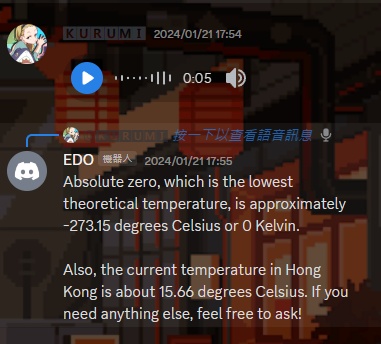 KURUMI 2024/01/21 17:54
0:05
KURUMI 按一下以查看語音訊息
EDO 機器人 2024/01/21 17:55
Absolute zero, which is the lowest
theoretical temperature, is approximately
-273.15 degrees Celsius or 0 Kelvin.
Also, the current temperature in Hong
Kong is about 15.66 degrees Celsius. If you
need anything else, feel free to ask!